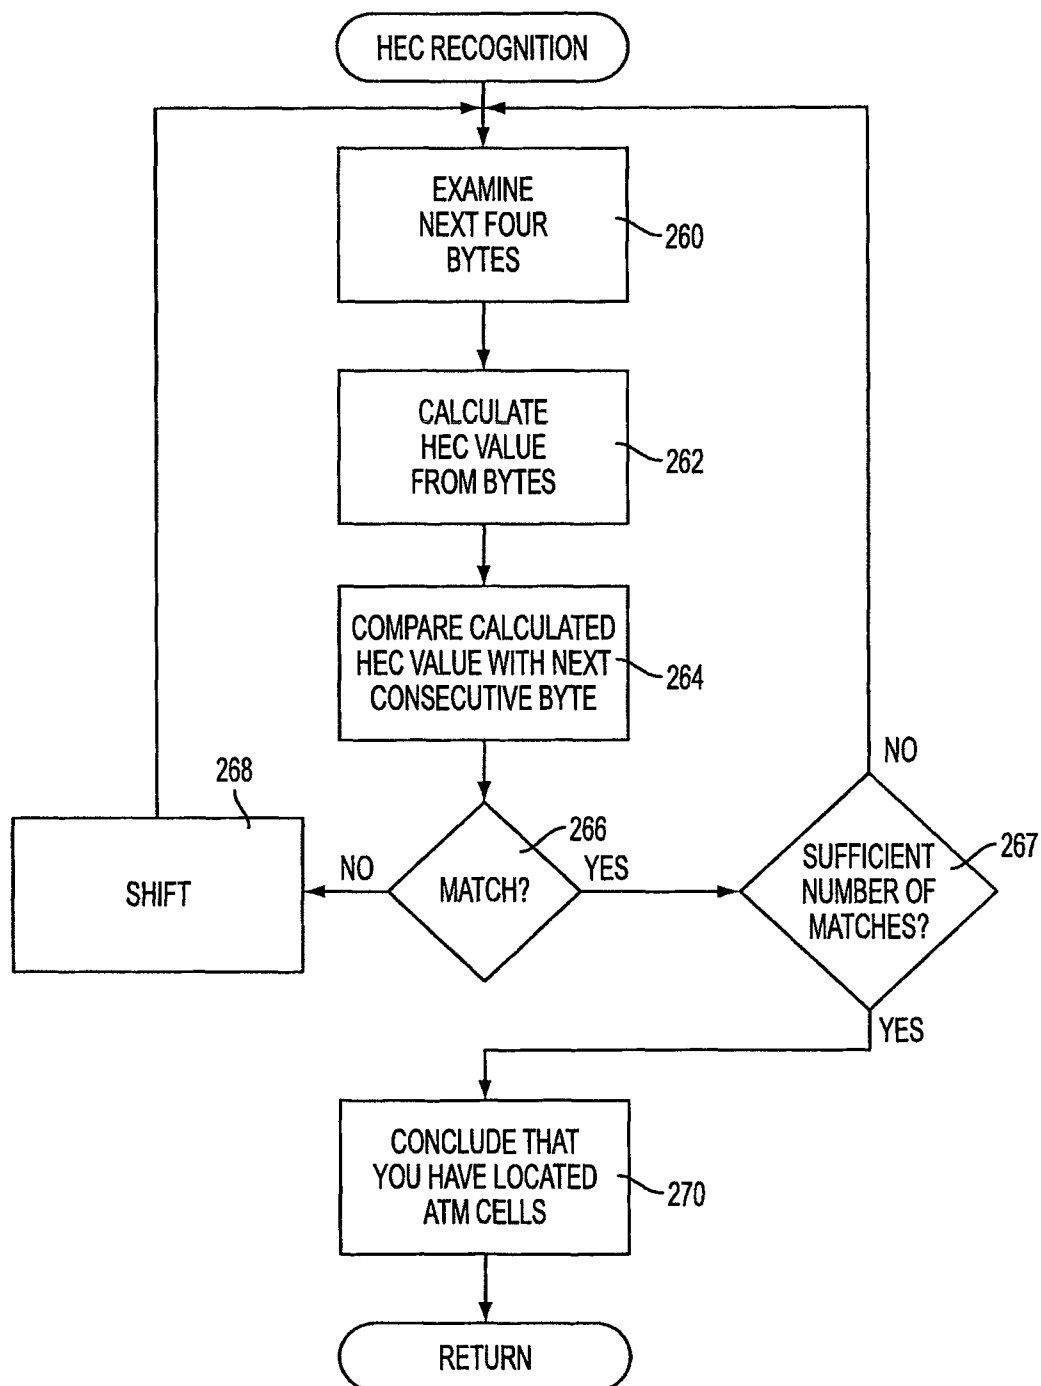 HEC RECOGNITION
EXAMINE
NEXT FOUR
BYTES
260
CALCULATE
HEC VALUE
FROM BYTES
262
COMPARE CALCULATED
HEC VALUE WITH NEXT
CONSECUTIVE BYTE
264
NO
268
266
267
SHIFT
NO
MATCH?
YES
SUFFICIENT
NUMBER OF
MATCHES?
YES
CONCLUDE THAT
YOU HAVE LOCATED
ATM CELLS
270
RETURN